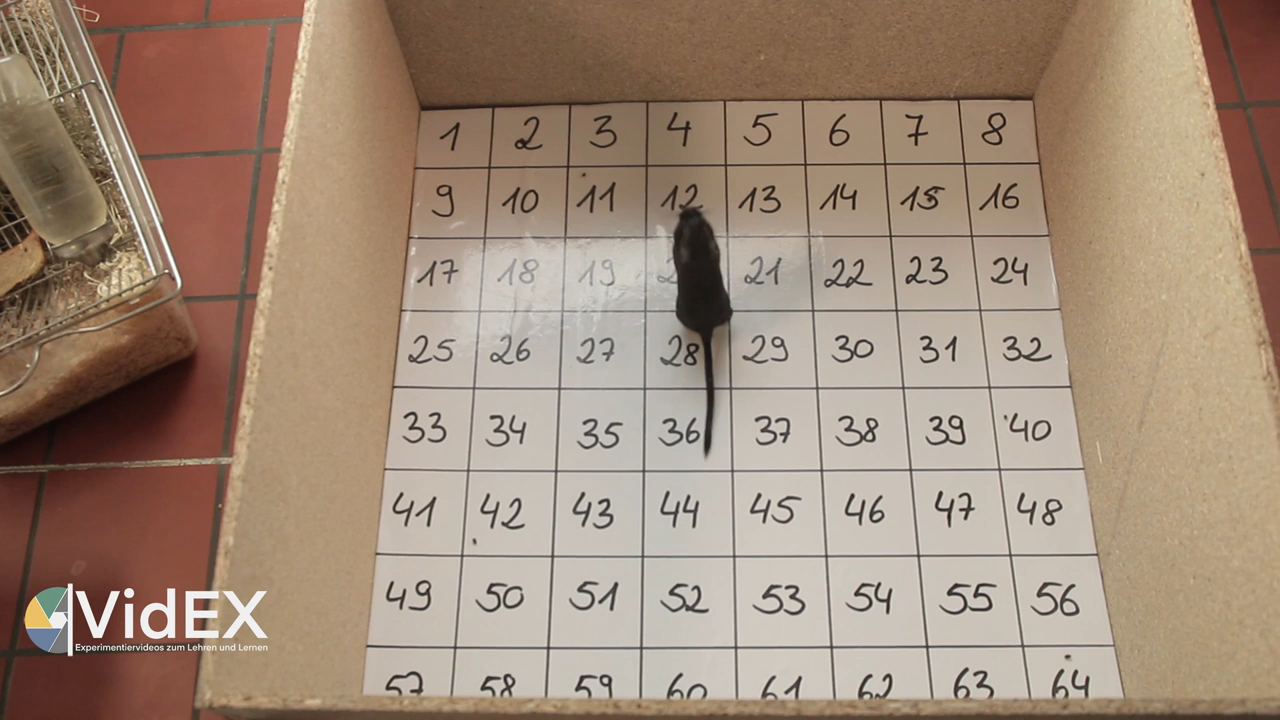 1 2 3 4 5 6 7 8
9 10 11 12 13 14 15 16
17 18 19 21 22 23 24
25 26 27 28 29 30 31 32
33 34 35 36 37 38 39 40
41 42 43 44 45 46 47 48
49 50 51 52 53 54 55 56
57 58 59 60 61 62 63 64
VidEX
Experimentiervideos zum Lehren und Lernen